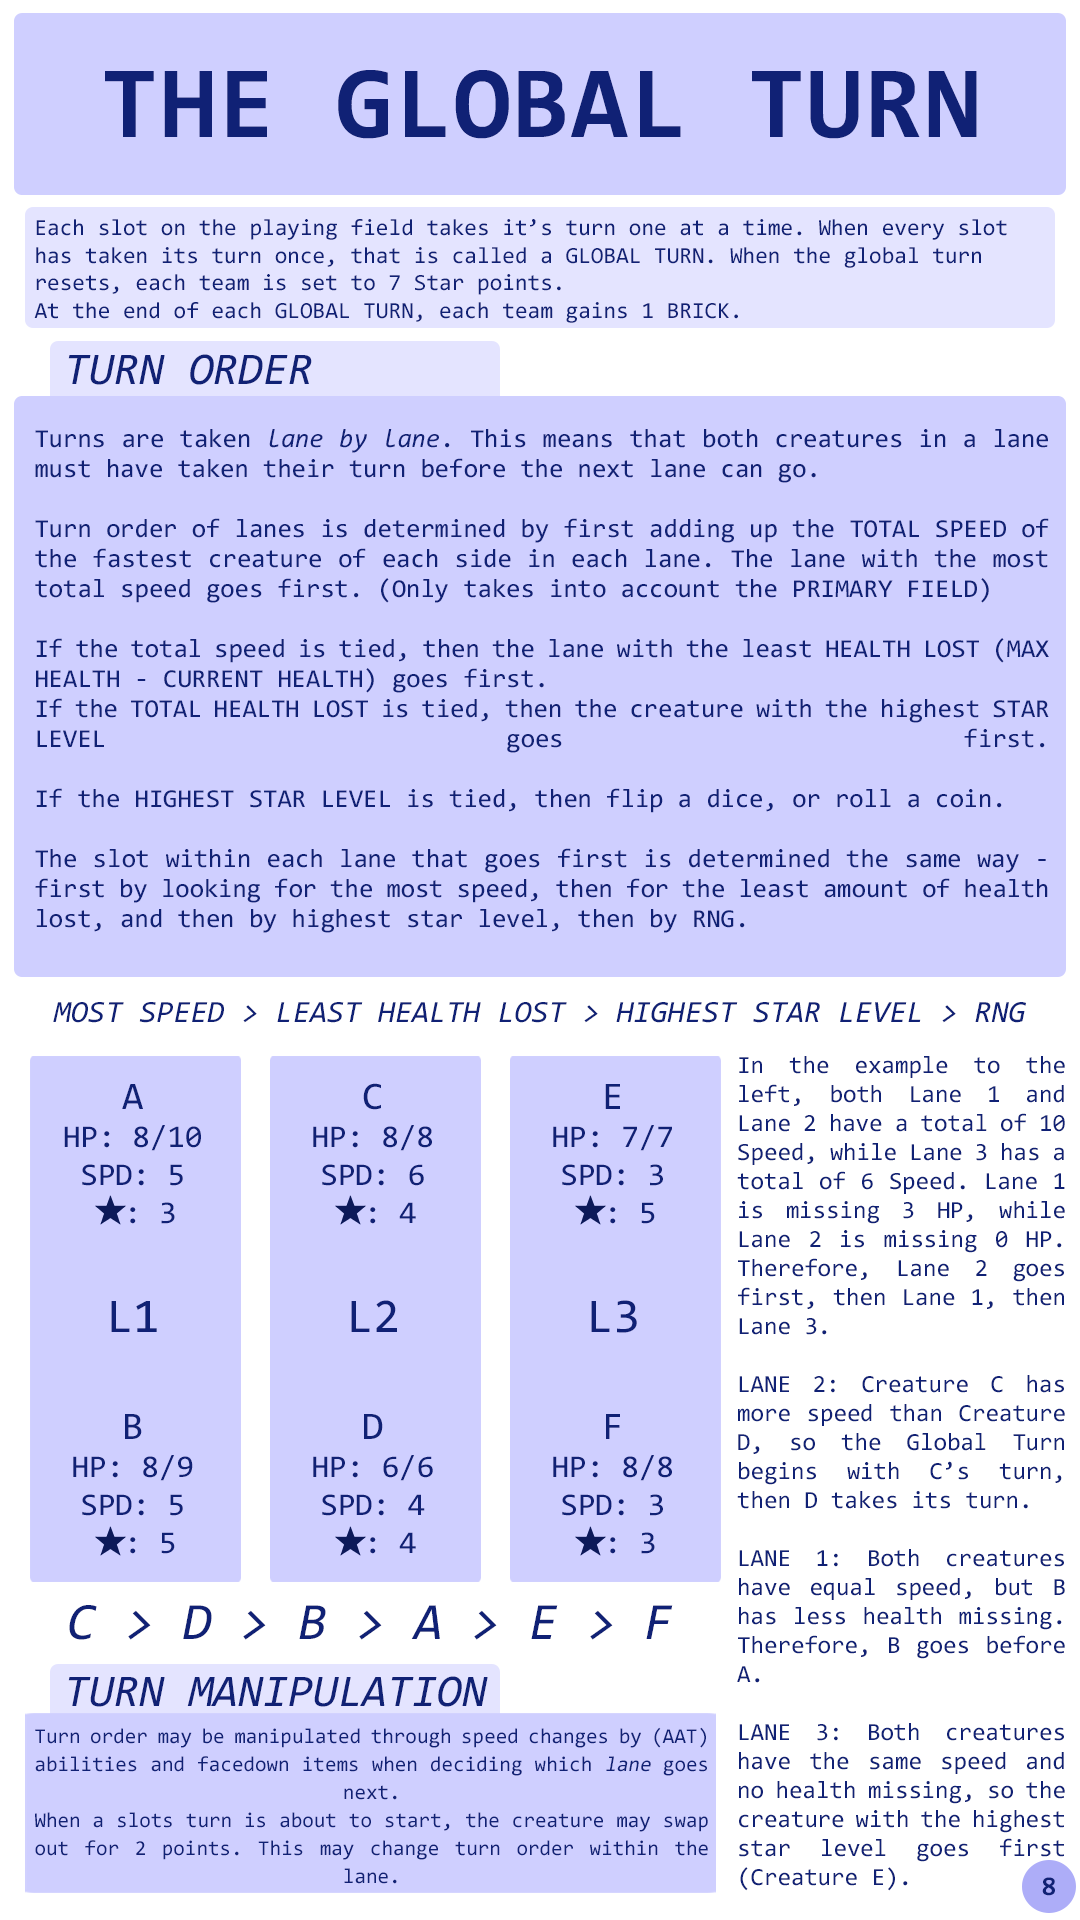 THE GLOBAL TURN
Each slot on the playing field takes it’s turn one at a time. When every slot
has taken its turn once, that is called a GLOBAL TURN. When the global turn
resets, each team is set to 7 Star points.
At the end of each GLOBAL TURN, each team gains 1 BRICK.
TURN ORDER
Turns are taken lane by lane. This means that both creatures in a lane
must have taken their turn before the next lane can go.
Turn order of lanes is determined by first adding up the TOTAL SPEED of
the fastest creature of each side in each lane. The lane with the most
total speed goes first. (Only takes into account the PRIMARY FIELD)
If the total speed is tied, then the lane with the least HEALTH LOST (MAX
HEALTH - CURRENT HEALTH) goes first.
If the TOTAL HEALTH LOST is tied, then the creature with the highest STAR
LEVEL goes first.
If the HIGHEST STAR LEVEL is tied, then flip a dice, or roll a coin.
The slot within each lane that goes first is determined the same way -
first by looking for the most speed, then for the least amount of health
lost, and then by highest star level, then by RNG.
MOST SPEED > LEAST HEALTH LOST > HIGHEST STAR LEVEL > RNG
A
HP: 8/10
SPD: 5
★: 3
L1
B
HP: 8/9
SPD: 5
★: 5
C
HP: 8/8
SPD: 6
★: 4
L2
D
HP: 6/6
SPD: 4
★: 4
E
HP: 7/7
SPD: 3
★: 5
L3
F
HP: 8/8
SPD: 3
★: 3
C > D > B > A > E > F
In the example to the
left, both Lane 1 and
Lane 2 have a total of 10
Speed, while Lane 3 has a
total of 6 Speed. Lane 1
is missing 3 HP, while
Lane 2 is missing 0 HP.
Therefore, Lane 2 goes
first, then Lane 1, then
Lane 3.
LANE 2: Creature C has
more speed than Creature
D, so the Global Turn
begins with C’s turn,
then D takes its turn.
LANE 1: Both creatures
have equal speed, but B
has less health missing.
Therefore, B goes before
A.
LANE 3: Both creatures
have the same speed and
no health missing, so the
creature with the highest
star level goes first
(Creature E).
TURN MANIPULATION
Turn order may be manipulated through speed changes by (AAT)
abilities and facedown items when deciding which lane goes
next.
When a slots turn is about to start, the creature may swap
out for 2 points. This may change turn order within the
lane.
8